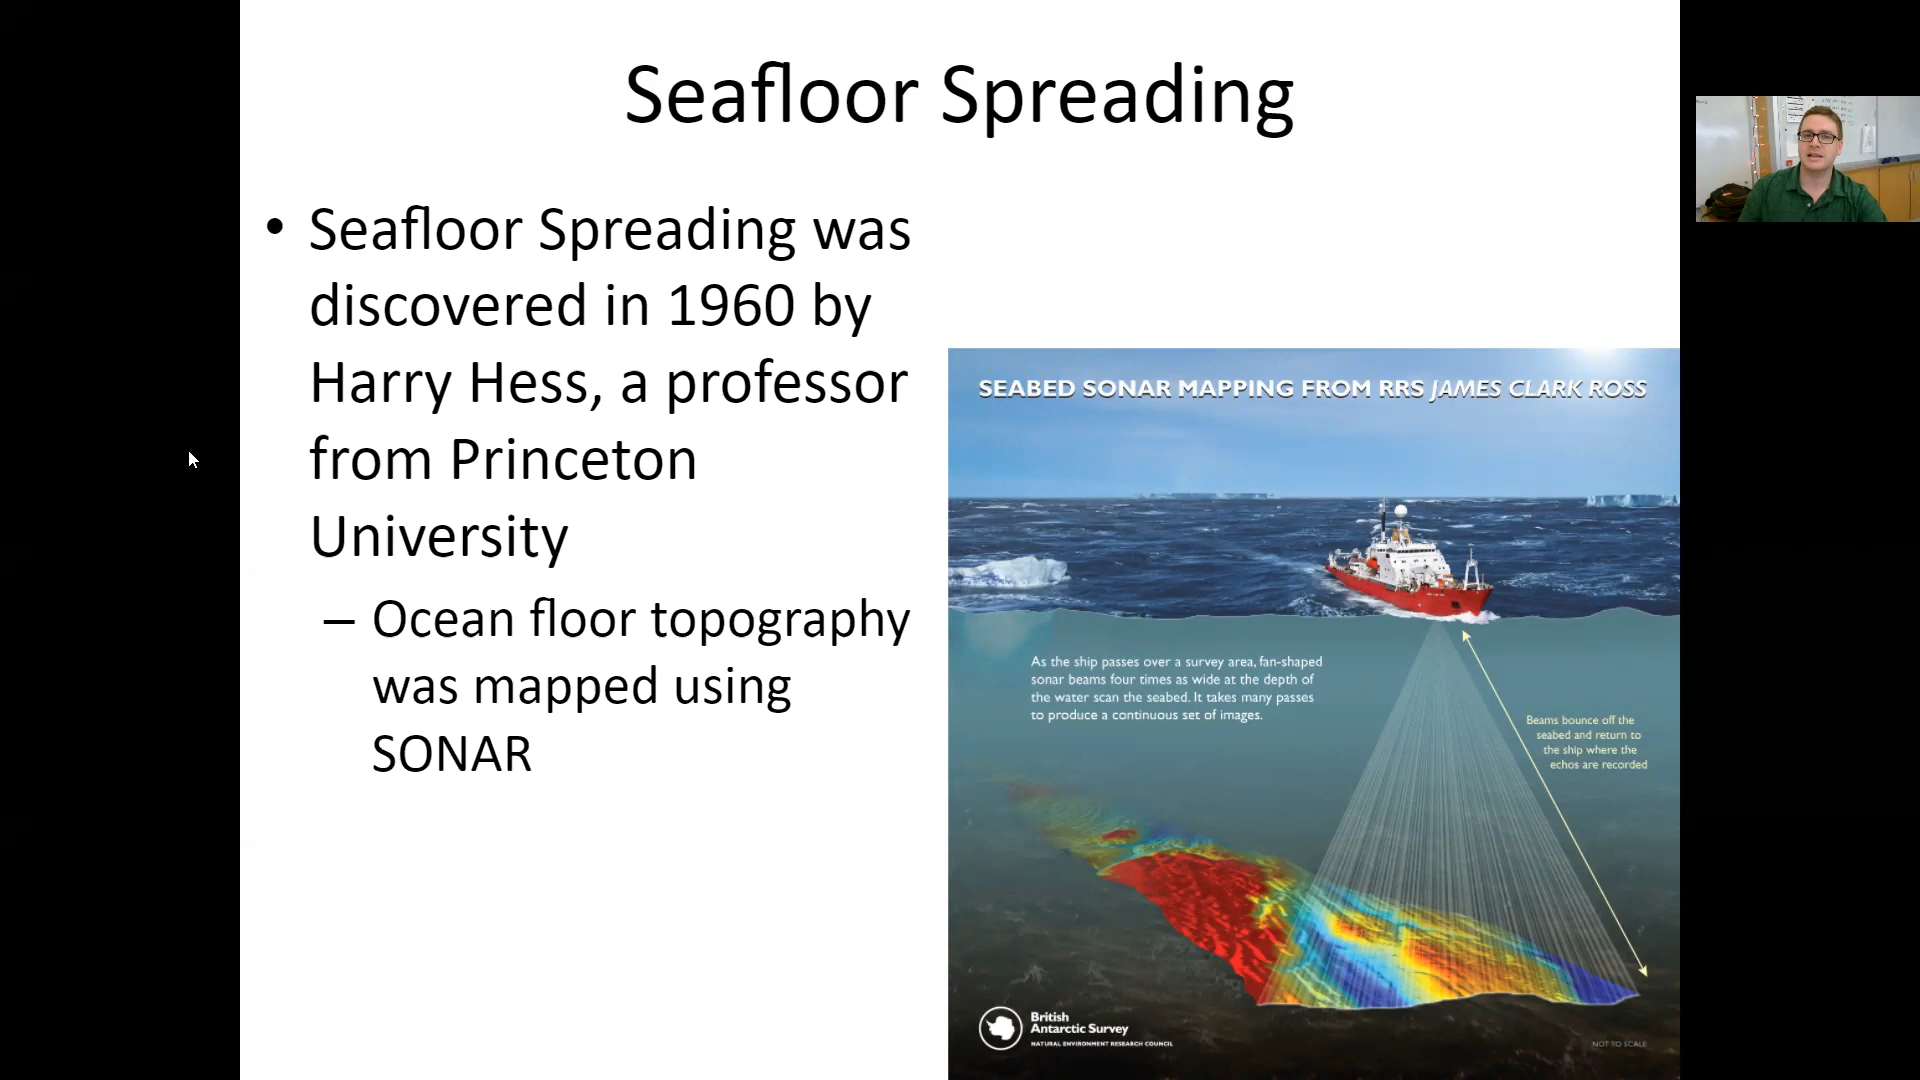 Seafloor Spreading
• Seafloor Spreading was
discovered in 1960 by
Harry Hess, a professor
from Princeton
University
– Ocean floor topography
was mapped using
SONAR
SEABED SONAR MAPPING FROM RRS JAMES CLARK ROSS
As the ship passes over a survey area, fan-shaped
sonar beams four times as wide at the depth of
the water scan the seabed. It takes many passes
to produce a continuous set of images.
Beams bounce off the
seabed and return to
the ship where the
echos are recorded
British
Antarctic Survey
NATURAL ENVIRONMENT RESEARCH COUNCIL
NOT TO SCALE